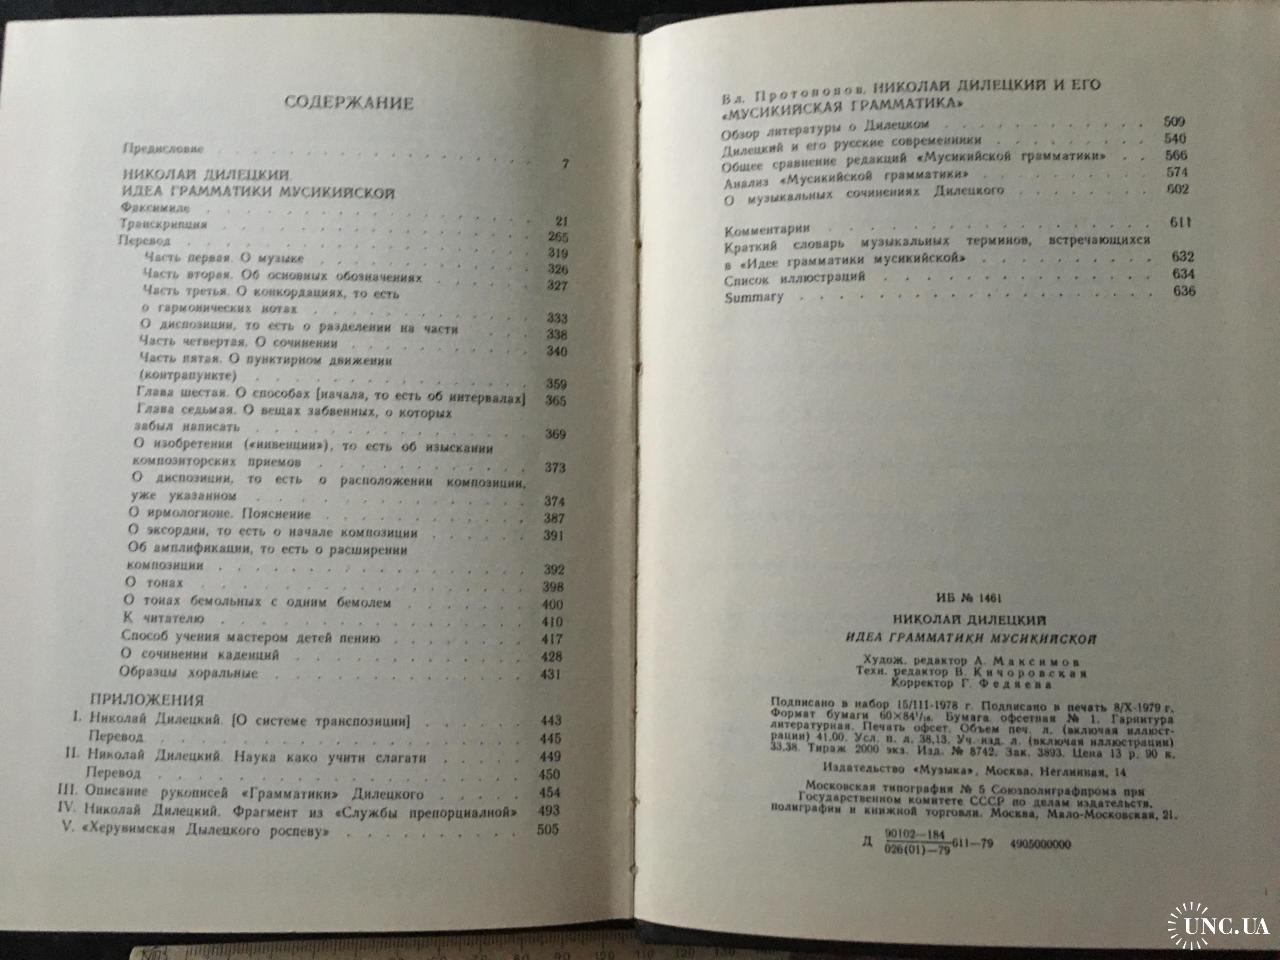 СОДЕРЖАНИЕ
Предисловие . . . 7
НИКОЛАЙ ДИЛЕЦКИЙ.
ИДЕА ГРАММАТИКИ МУСИКИЙСКОЙ
Факсимиле . . . 21
Транскрипция . . . 265
Перевод . . . 319
Часть первая. О музыке . . . 326
Часть вторая. Об основных обозначениях . . . 327
Часть третья. О конкордациях, то есть
о гармонических нотах . . . 333
О диспозиции, то есть о разделении на части . . . 338
Часть четвертая. О сочинении . . . 340
Часть пятая. О пунктирном движении
(контрапункте) . . . 359
Глава шестая. О способах [начала, то есть об интервалах] 365
Глава седьмая. О вещах забвенных, о которых
забыл написать . . . 369
О изобретении («инвенции»), то есть об изыскании
композиторских приемов . . . 373
О диспозиции, то есть о расположении композиции,
уже указанном . . . 374
О ирмологионе. Пояснение . . . 387
О эксордии, то есть о начале композиции . . . 391
Об амплификации, то есть о расширении
композиции . . . 392
О тонах . . . 398
О тонах бемольных с одним бемолем . . . 400
К читателю . . . 410
Способ учения мастером детей пению . . . 417
О сочинении каденций . . . 428
Образцы хоральные . . . 431
ПРИЛОЖЕНИЯ
I. Николай Дилецкий. [О системе транспозиции] . . . 443
Перевод . . . 445
II. Николай Дилецкий. Наука како учити слагати . . . 449
Перевод . . . 450
III. Описание рукописей «Грамматики» Дилецкого . . . 454
IV. Николай Дилецкий. Фрагмент из «Службы препорциалной» 493
V. «Херувимская Дылецкого роспеву» . . . 505
Вл. Протопопов. НИКОЛАЙ ДИЛЕЦКИЙ И ЕГО
«МУСИКИЙСКАЯ ГРАММАТИКА»
Обзор литературы о Дилецком . . . 509
Дилецкий и его русские современники . . . 540
Общее сравнение редакций «Мусикийской грамматики» . . 566
Анализ «Мусикийской грамматики» . . . 574
О музыкальных сочинениях Дилецкого . . . 602
Комментарии . . . 611
Краткий словарь музыкальных терминов, встречающихся
в «Идее грамматики мусикийской» . . . 632
Список иллюстраций . . . 634
Summary . . . 636
ИБ № 1461
НИКОЛАЙ ДИЛЕЦКИЙ
ИДЕА ГРАММАТИКИ МУСИКИЙСКОЙ
Худож. редактор А. Максимов
Техн. редактор В. Кичоровская
Корректор Г. Федяева
Подписано в набор 15/III-1978 г. Подписано в печать 8/X-1979 г.
Формат бумаги 60×84¹/₁₆. Бумага офсетная № 1. Гарнитура
литературная. Печать офсет. Объем печ. л. (включая иллюст-
рации) 41,00. Усл. п. л. 38,13. Уч.-изд. л. (включая иллюстрации)
33,38. Тираж 2000 экз. Изд. № 8742. Зак. 3893. Цена 13 р. 90 к.
Издательство «Музыка», Москва, Неглинная, 14
Московская типография № 5 Союзполиграфпрома при
Государственном комитете СССР по делам издательств,
полиграфии и книжной торговли. Москва, Мало-Московская, 21.
Д 90102—184
026(01)—79 611—79 4905000000
UNC.UA